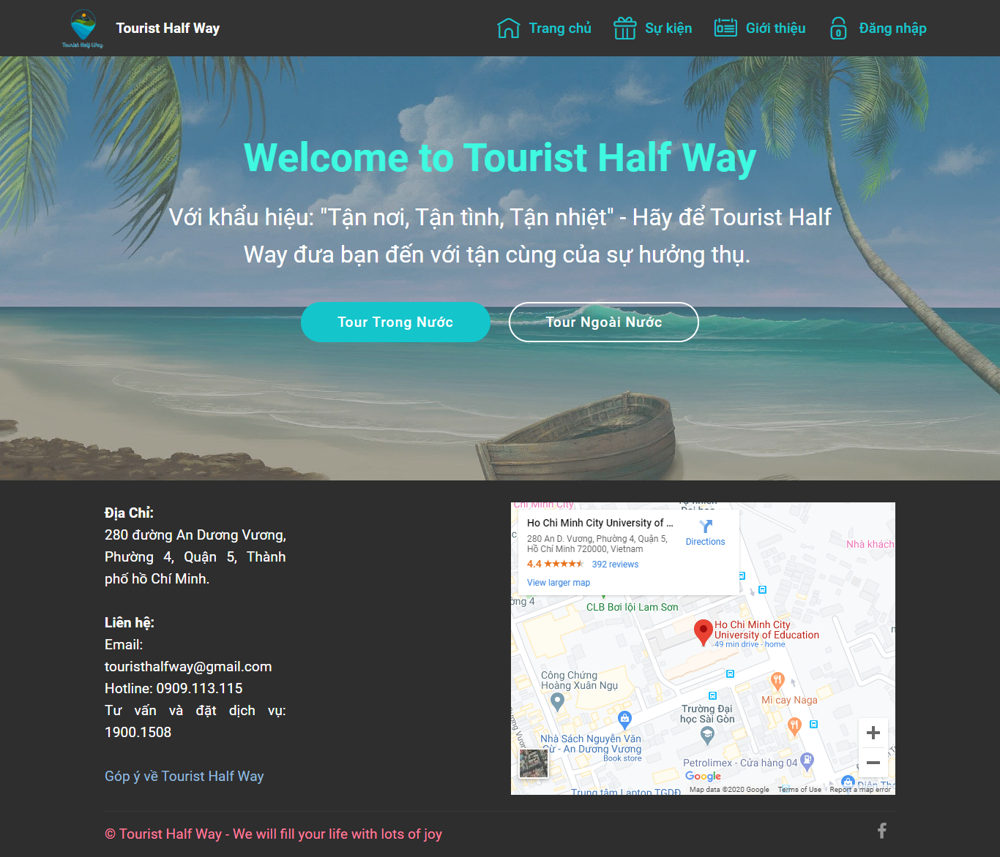 Tourist Half Way
Tourist Half Way
Trang chủ
Sự kiện
Giới thiệu
Đăng nhập
Welcome to Tourist Half Way
Với khẩu hiệu: "Tận nơi, Tận tình, Tận nhiệt" - Hãy để Tourist Half
Way đưa bạn đến với tận cùng của sự hưởng thụ.
Tour Trong Nước
Tour Ngoài Nước
Địa Chỉ:
280 đường An Dương Vương,
Phường 4, Quận 5, Thành
phố hồ Chí Minh.
Liên hệ:
Email:
touristhalfway@gmail.com
Hotline: 0909.113.115
Tư vấn và đặt dịch vụ:
1900.1508
Góp ý về Tourist Half Way
Chi Minh City
Ho Chi Minh City University of ...
280 An D. Vương, Phường 4, Quận 5,
Hồ Chí Minh 720000, Vietnam
4.4
392 reviews
View larger map
Directions
Nhà khách
CLB Bơi lội Lam Sơn
Ho Chi Minh City
University of Education
49 min drive - home
Công Chứng
Hoàng Xuân Ngụ
Mì cay Naga
Trường Đại
học Sài Gòn
Nhà Sách Nguyễn Văn
Cừ - An Dương Vương
Book store
Petrolimex - Cửa hàng 04
Google
Trung tâm Laptop TGDĐ
Map data ©2020 Google
Terms of Use
Report a map error
© Tourist Half Way - We will fill your life with lots of joy